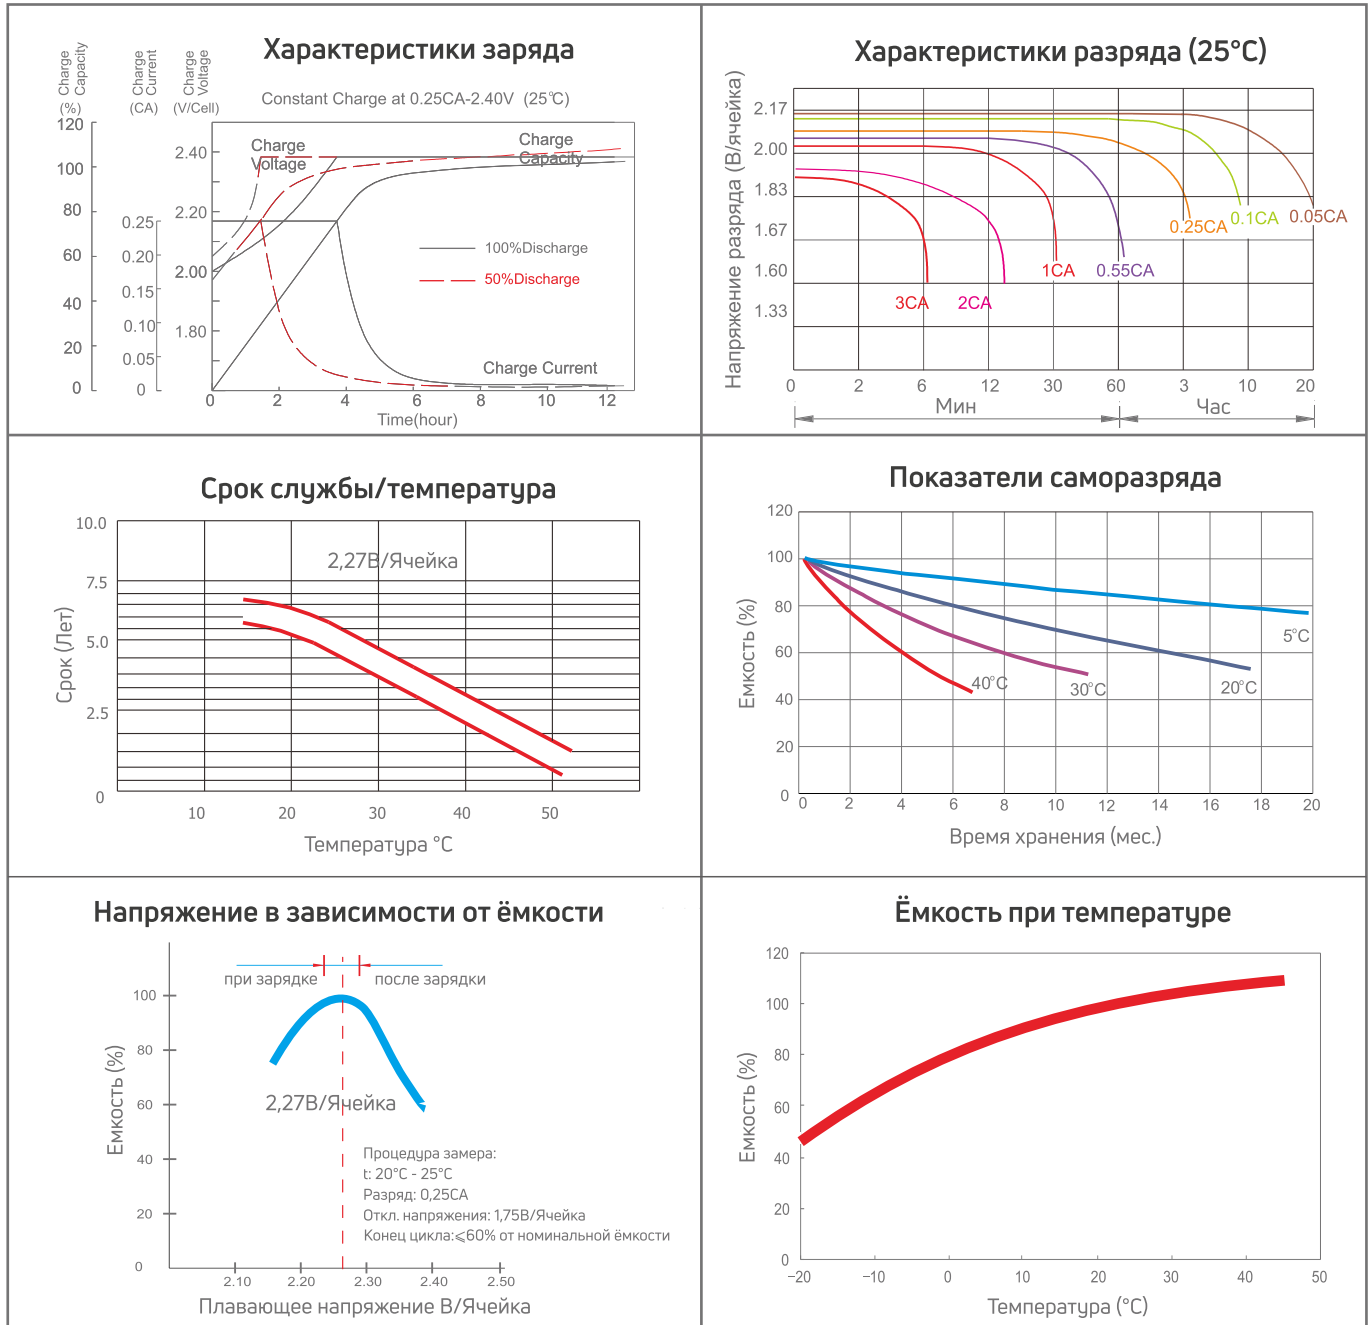 Характеристики заряда
Charge Capacity
Charge Current
Charge Voltage
(%) (CA) (V/Cell)
Constant Charge at 0.25CA-2.40V (25℃)
120
100
80
60
40
20
0
0.25
0.20
0.15
0.10
0.05
0
2.40
2.20
2.00
1.80
Charge
Voltage
Charge
Capacity
100%Discharge
50%Discharge
Charge Current
0 2 4 6 8 10 12
Time(hour)
Характеристики разряда (25°C)
Напряжение разряда (В/ячейка)
2.17
2.00
1.83
1.67
1.60
1.33
3CA
2CA
1CA
0.55CA
0.25CA
0.1CA
0.05CA
0 2 6 12 30 60 3 10 20
Мин Час
Срок службы/температура
Срок (Лет)
10.0
7.5
5.0
2.5
0
2,27В/Ячейка
10 20 30 40 50
Температура °C
Показатели саморазряда
Емкость (%)
120
100
80
60
40
20
0
5°C
20°C
30°C
40°C
0 2 4 6 8 10 12 14 16 18 20
Время хранения (мес.)
Напряжение в зависимости от ёмкости
при зарядке после зарядки
Емкость (%)
100
80
60
40
20
0
2,27В/Ячейка
Процедура замера:
t: 20°C - 25°C
Разряд: 0,25CA
Откл. напряжения: 1,75В/Ячейка
Конец цикла:⩽60% от номинальной ёмкости
2.10 2.20 2.30 2.40 2.50
Плавающее напряжение В/Ячейка
Ёмкость при температуре
Емкость (%)
120
100
80
60
40
20
0
−20 −10 0 10 20 30 40 50
Температура (°C)